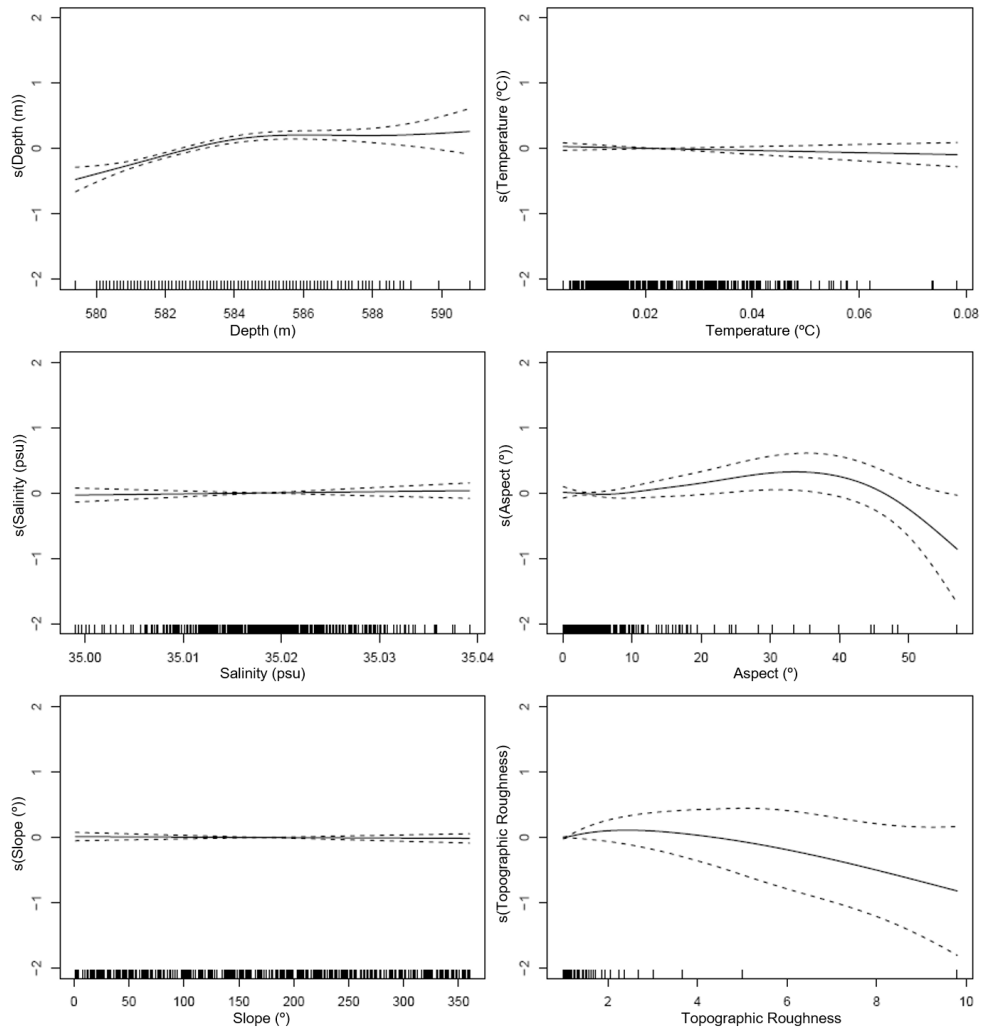 2
1
0
-1
-2
s(Depth (m))
580 582 584 586 588 590
Depth (m)
2
1
0
-1
-2
s(Temperature (ºC))
0.02 0.04 0.06 0.08
Temperature (ºC)
2
1
0
-1
-2
s(Salinity (psu))
35.00 35.01 35.02 35.03 35.04
Salinity (psu)
2
1
0
-1
-2
s(Aspect (º))
0 10 20 30 40 50
Aspect (º)
2
1
0
-1
-2
s(Slope (º))
0 50 100 150 200 250 300 350
Slope (º)
2
1
0
-1
-2
s(Topographic Roughness)
2 4 6 8 10
Topographic Roughness